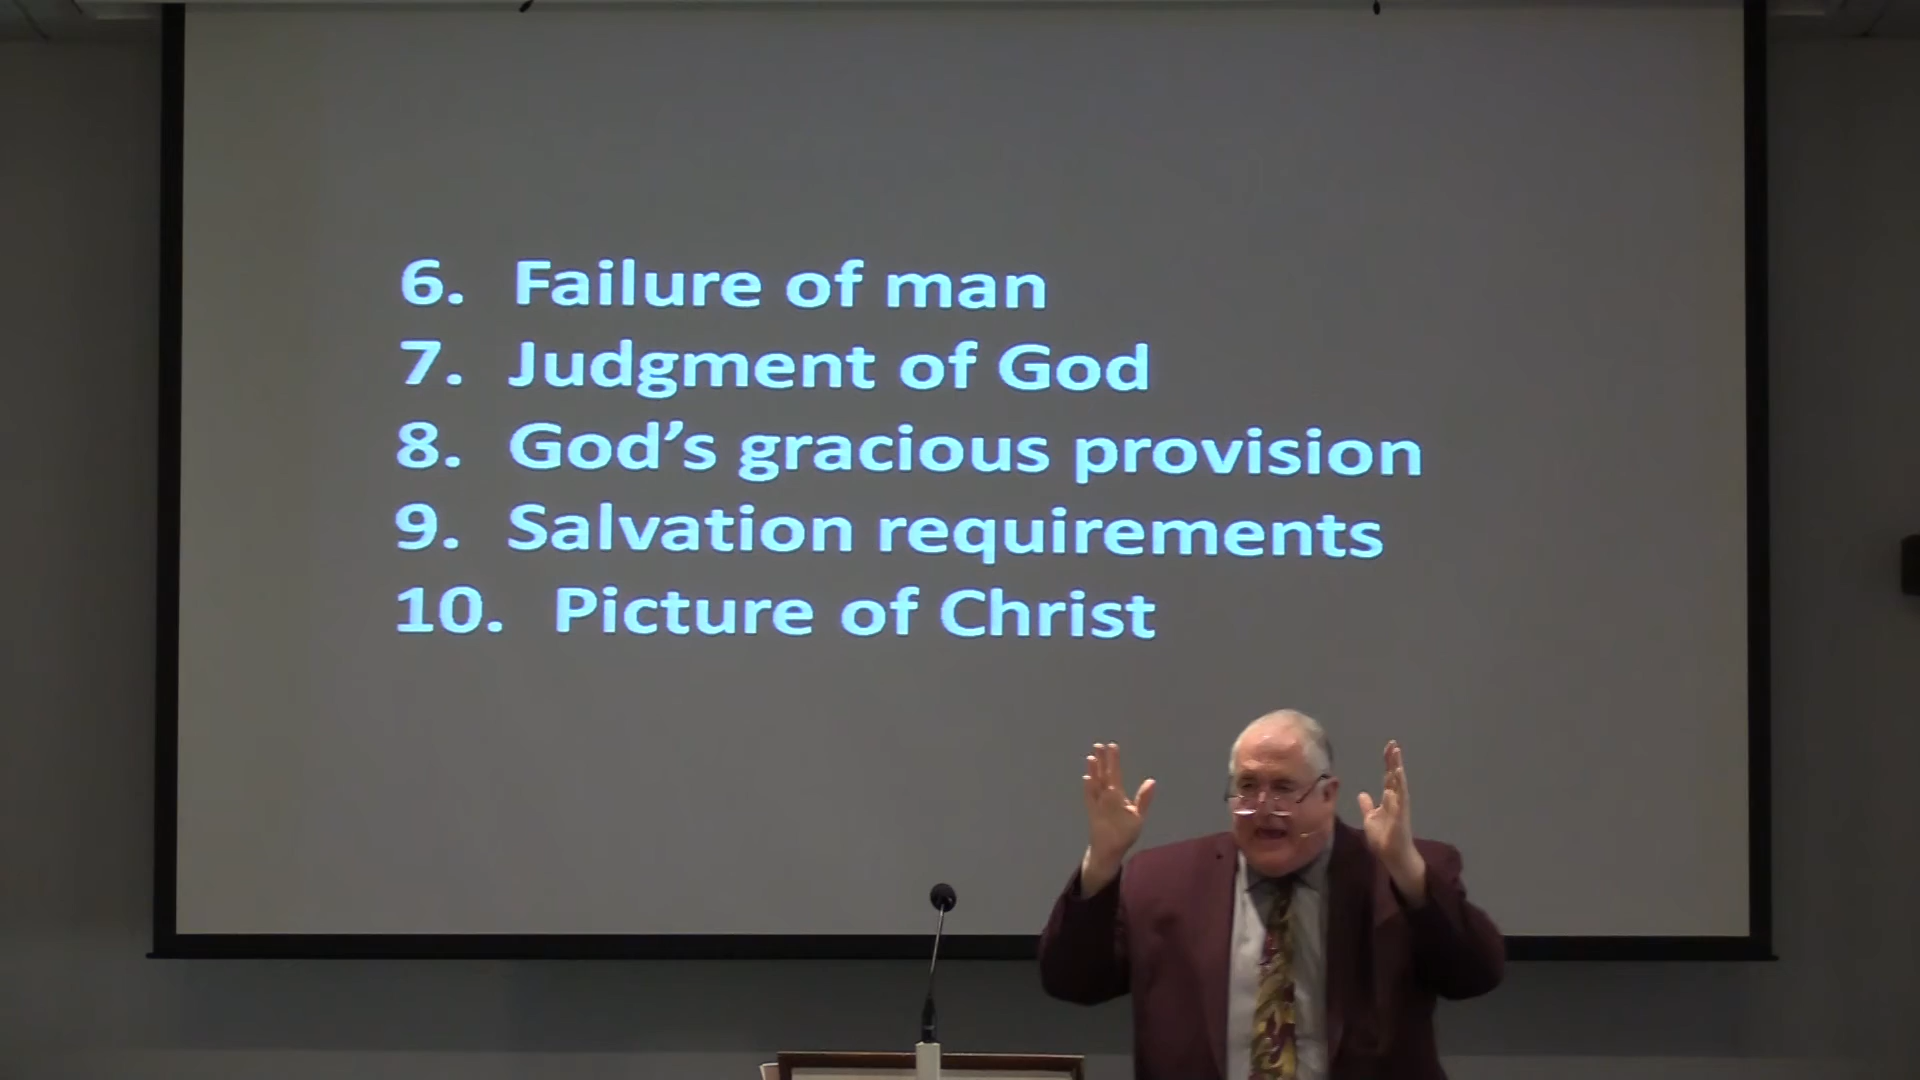 6. Failure of man
7. Judgment of God
8. God’s gracious provision
9. Salvation requirements
10. Picture of Christ